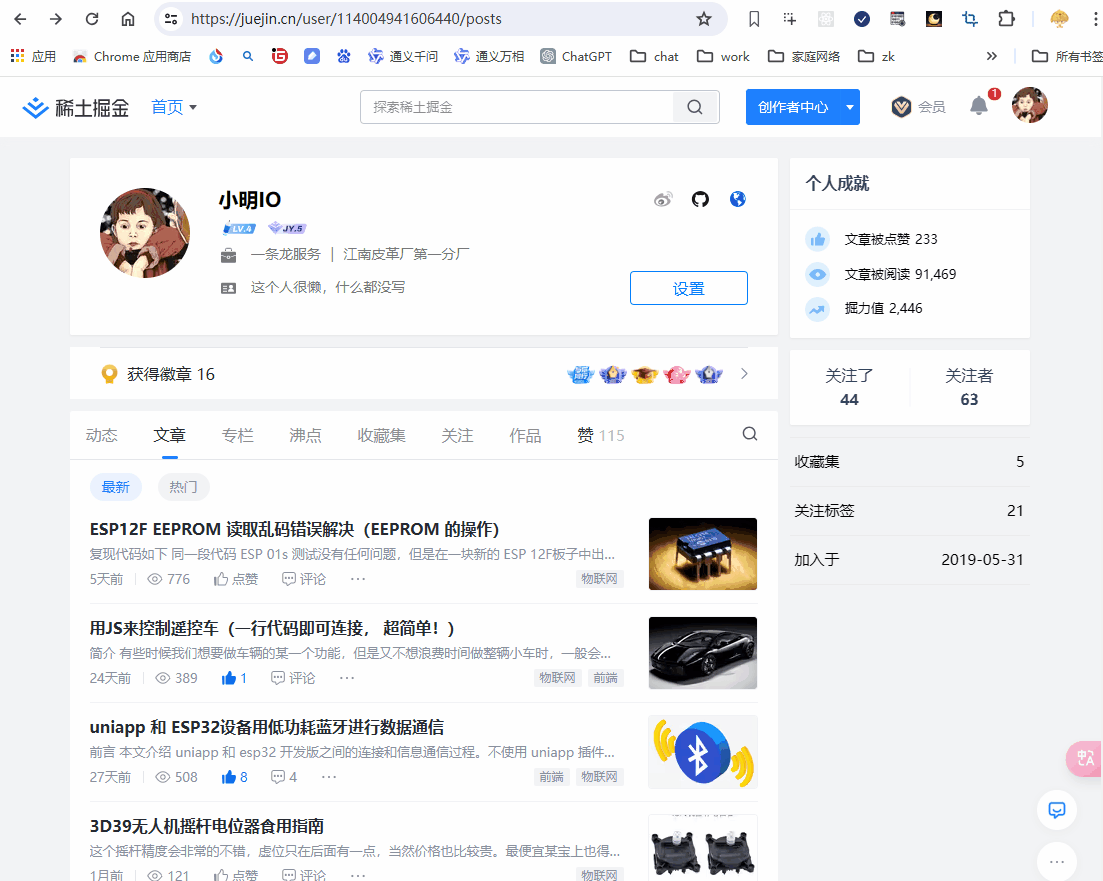 https://juejin.cn/user/114004941606440/posts
应用 Chrome 应用商店 通义千问 通义万相 ChatGPT chat work 家庭网络 zk » 所有书签
稀土掘金 首页 探索稀土掘金 创作者中心 会员 1
小明IO
LV.4 JY.5
一条龙服务 | 江南皮革厂第一分厂
这个人很懒，什么都没写
设置
获得徽章 16
动态 文章 专栏 沸点 收藏集 关注 作品 赞 115
最新 热门
ESP12F EEPROM 读取乱码错误解决（EEPROM 的操作）
复现代码如下 同一段代码 ESP 01s 测试没有任何问题，但是在一块新的 ESP 12F板子中出...
5天前 776 点赞 评论 ... 物联网
用JS来控制遥控车（一行代码即可连接， 超简单！）
简介 有些时候我们想要做车辆的某一个功能，但是又不想浪费时间做整辆小车时，一般会...
24天前 389 1 评论 ... 物联网 前端
uniapp 和 ESP32设备用低功耗蓝牙进行数据通信
前言 本文介绍 uniapp 和 esp32 开发版之间的连接和信息通信过程。不使用 uniapp 插件...
27天前 508 8 4 ... 前端 物联网
3D39无人机摇杆电位器食用指南
这个摇杆精度会非常的不错，虚位只在后面有一点，当然价格也比较贵。最便宜某宝上也得...
1月前 121 点赞 评论 ... 物联网
个人成就
文章被点赞 233
文章被阅读 91,469
掘力值 2,446
关注了 关注者
44 63
收藏集 5
关注标签 21
加入于 2019-05-31
中A